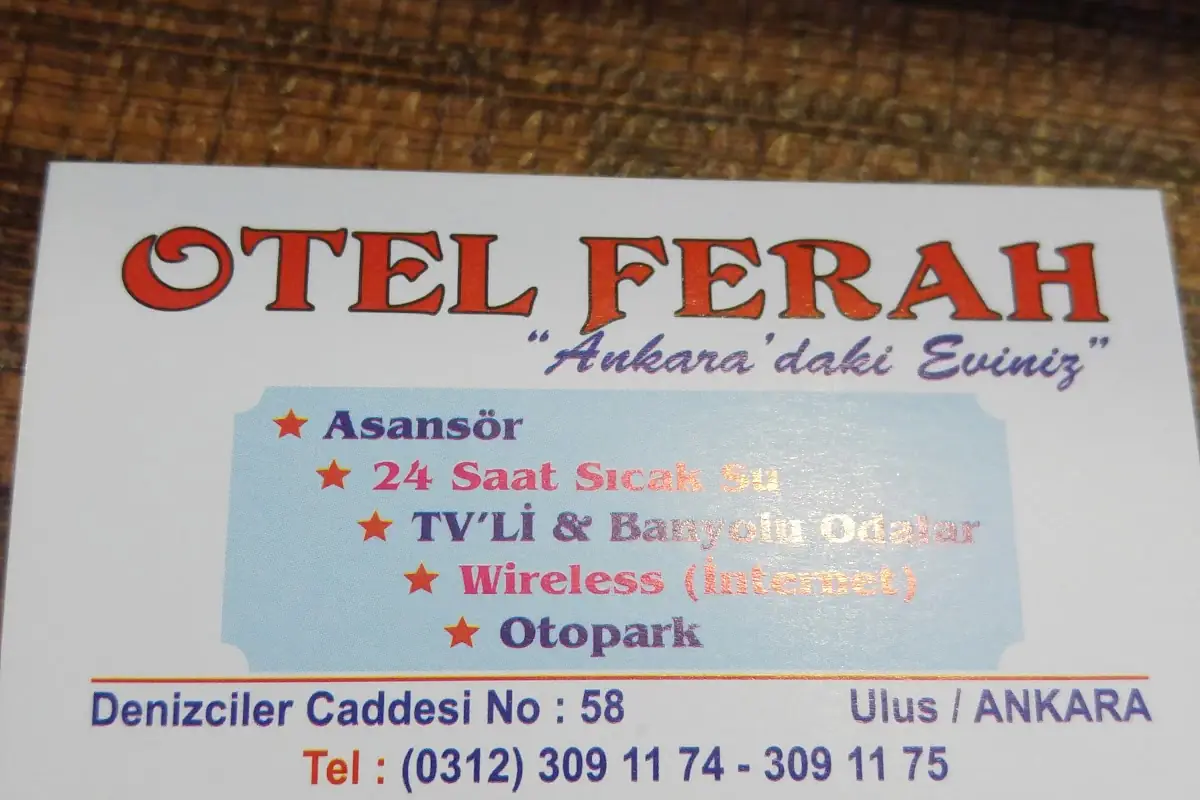 OTEL FERAH
"Ankara'daki Eviniz"
Asansör
24 Saat Sıcak Su
TV'Lİ & Banyolu Odalar
Wireless (İnternet)
Otopark
Denizciler Caddesi No : 58 Ulus / ANKARA
Tel : (0312) 309 11 74 - 309 11 75